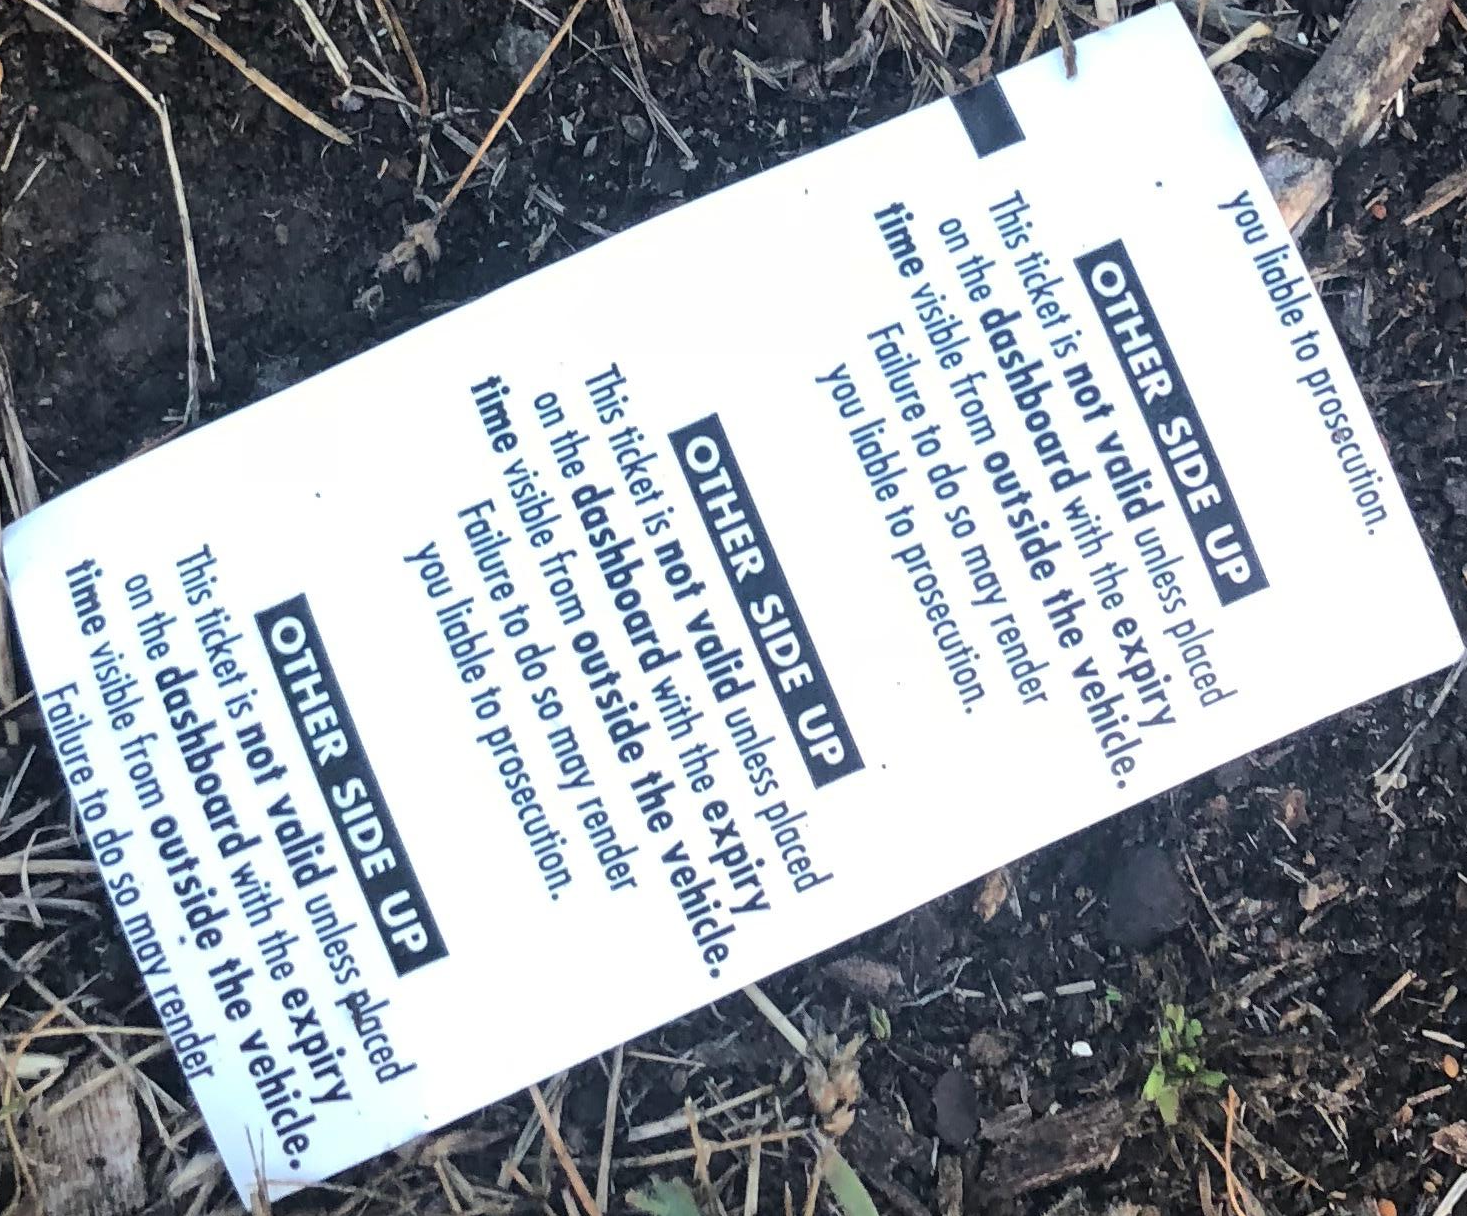 you liable to prosecution.
OTHER SIDE UP
This ticket is not valid unless placed
on the dashboard with the expiry
time visible from outside the vehicle.
Failure to do so may render
you liable to prosecution.
OTHER SIDE UP
This ticket is not valid unless placed
on the dashboard with the expiry
time visible from outside the vehicle.
Failure to do so may render
you liable to prosecution.
OTHER SIDE UP
This ticket is not valid unless placed
on the dashboard with the expiry
time visible from outside the vehicle.
Failure to do so may render